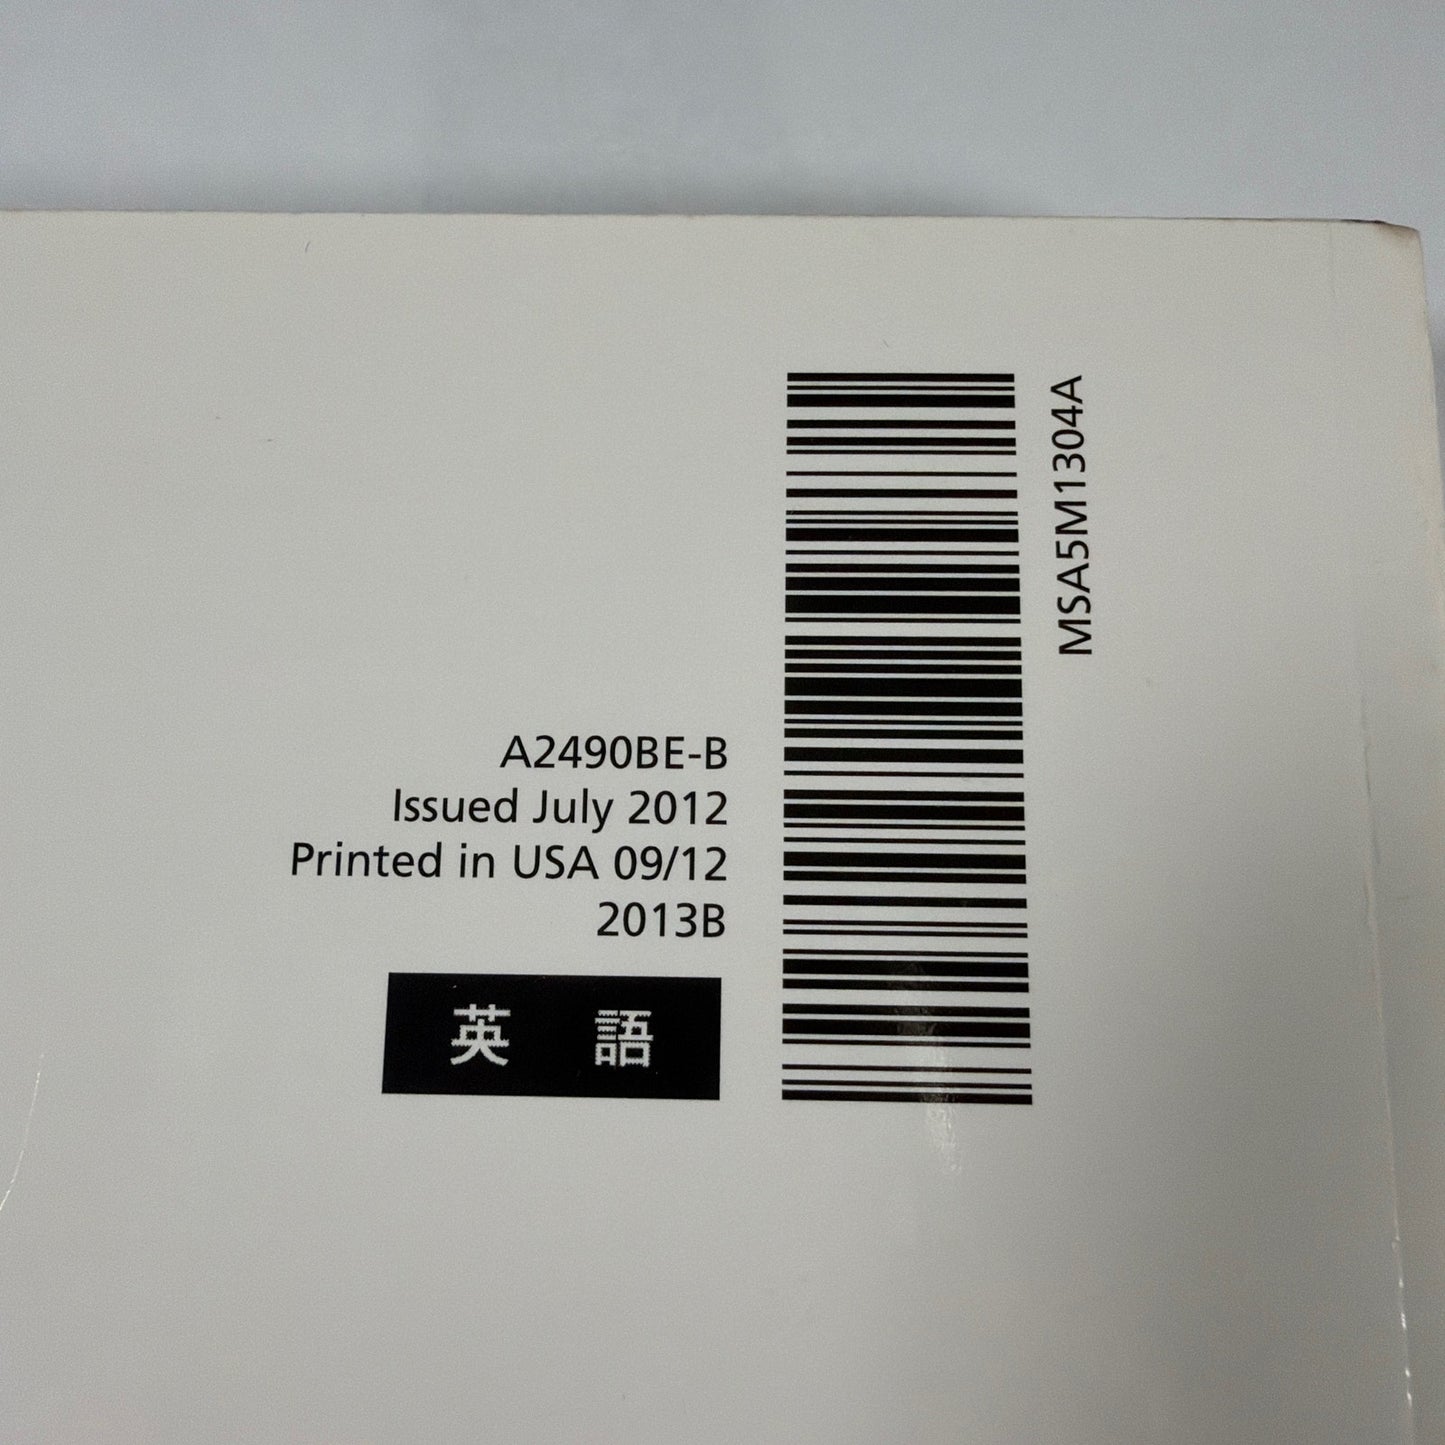 A2490BE-B
Issued July 2012
Printed in USA 09/12
2013B
英 語
MSA5M1304A